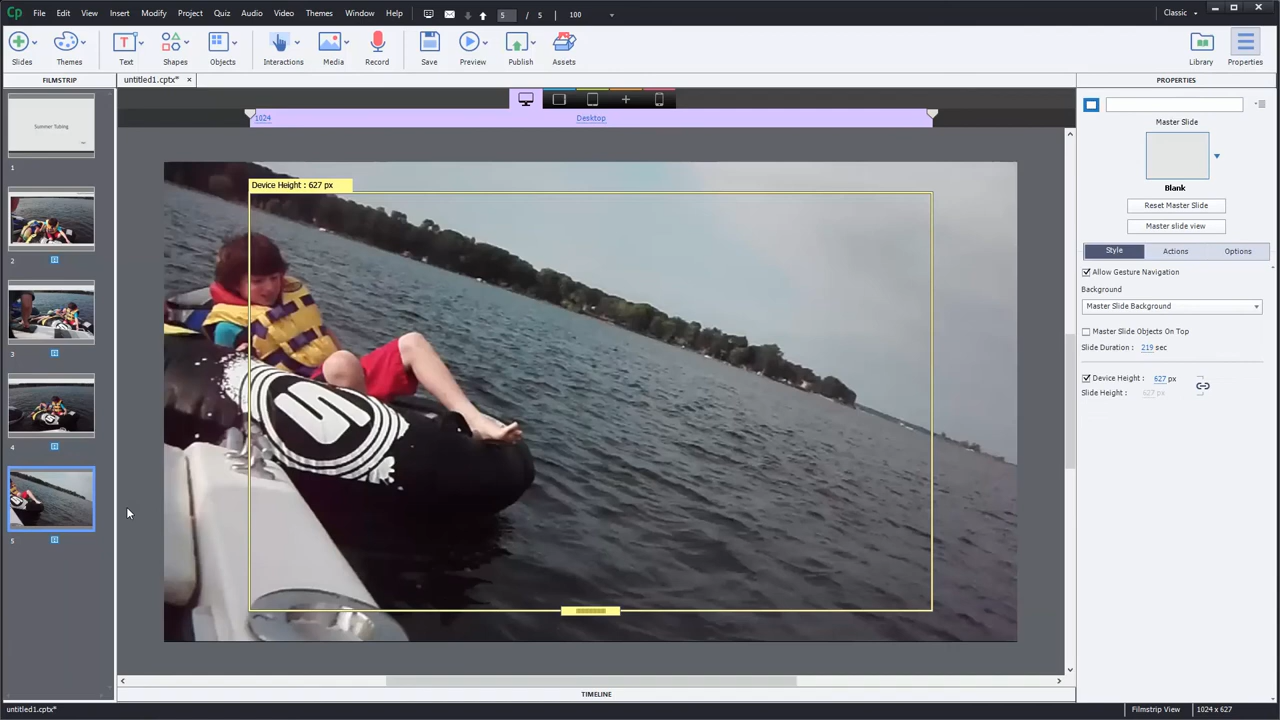 Cp File Edit View Insert Modify Project Quiz Audio Video Themes Window Help 5 / 5 100 Classic
Slides Themes Text Shapes Objects Interactions Media Record Save Preview Publish Assets Library Properties
FILMSTRIP untitled1.cptx* × PROPERTIES
1024 Desktop
Summer Tubing
Master Slide
1
Device Height : 627 px
Blank
Reset Master Slide
Master slide view
Style Actions Options
2
Allow Gesture Navigation
Background
Master Slide Background
Master Slide Objects On Top
Slide Duration : 219 sec
3
Device Height : 627 px
Slide Height : 627 px
4
5
TIMELINE
untitled1.cptx* Filmstrip View 1024 x 627